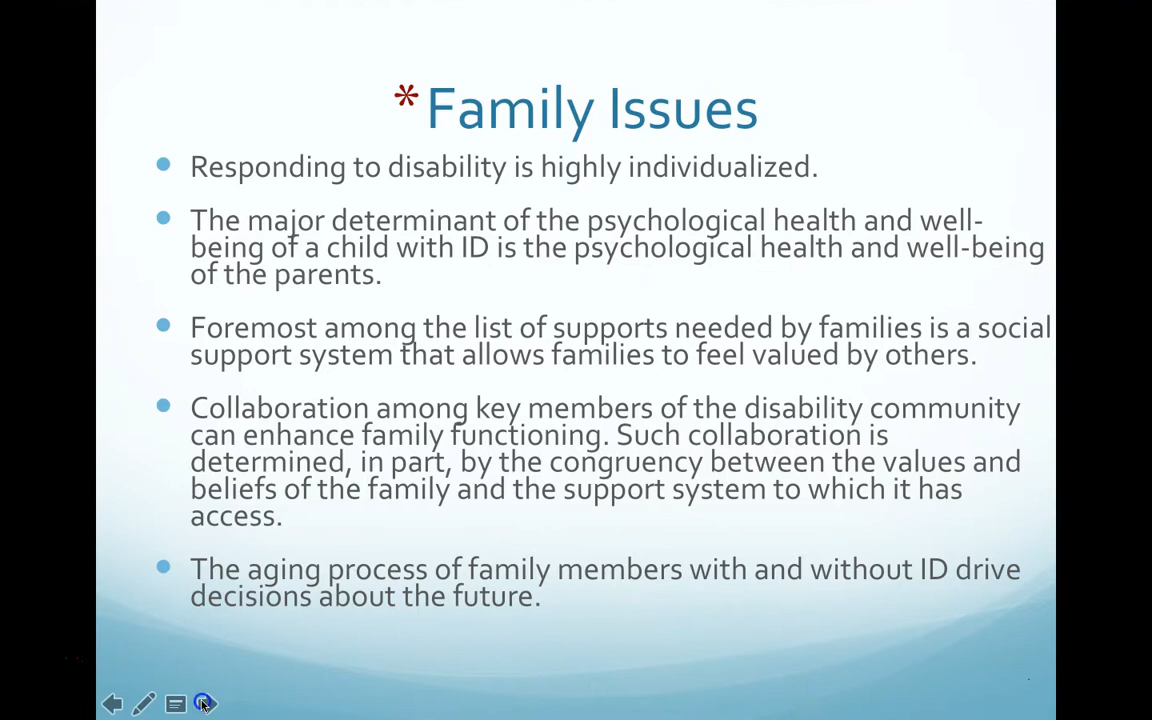 *Family Issues
Responding to disability is highly individualized.
The major determinant of the psychological health and well-
being of a child with ID is the psychological health and well-being
of the parents.
Foremost among the list of supports needed by families is a social
support system that allows families to feel valued by others.
Collaboration among key members of the disability community
can enhance family functioning. Such collaboration is
determined, in part, by the congruency between the values and
beliefs of the family and the support system to which it has
access.
The aging process of family members with and without ID drive
decisions about the future.